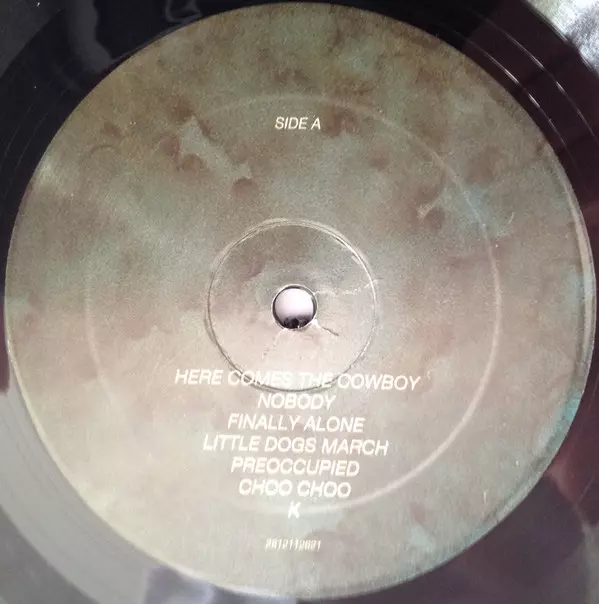 SIDE A
HERE COMES THE COWBOY
NOBODY
FINALLY ALONE
LITTLE DOGS MARCH
PREOCCUPIED
CHOO CHOO
K